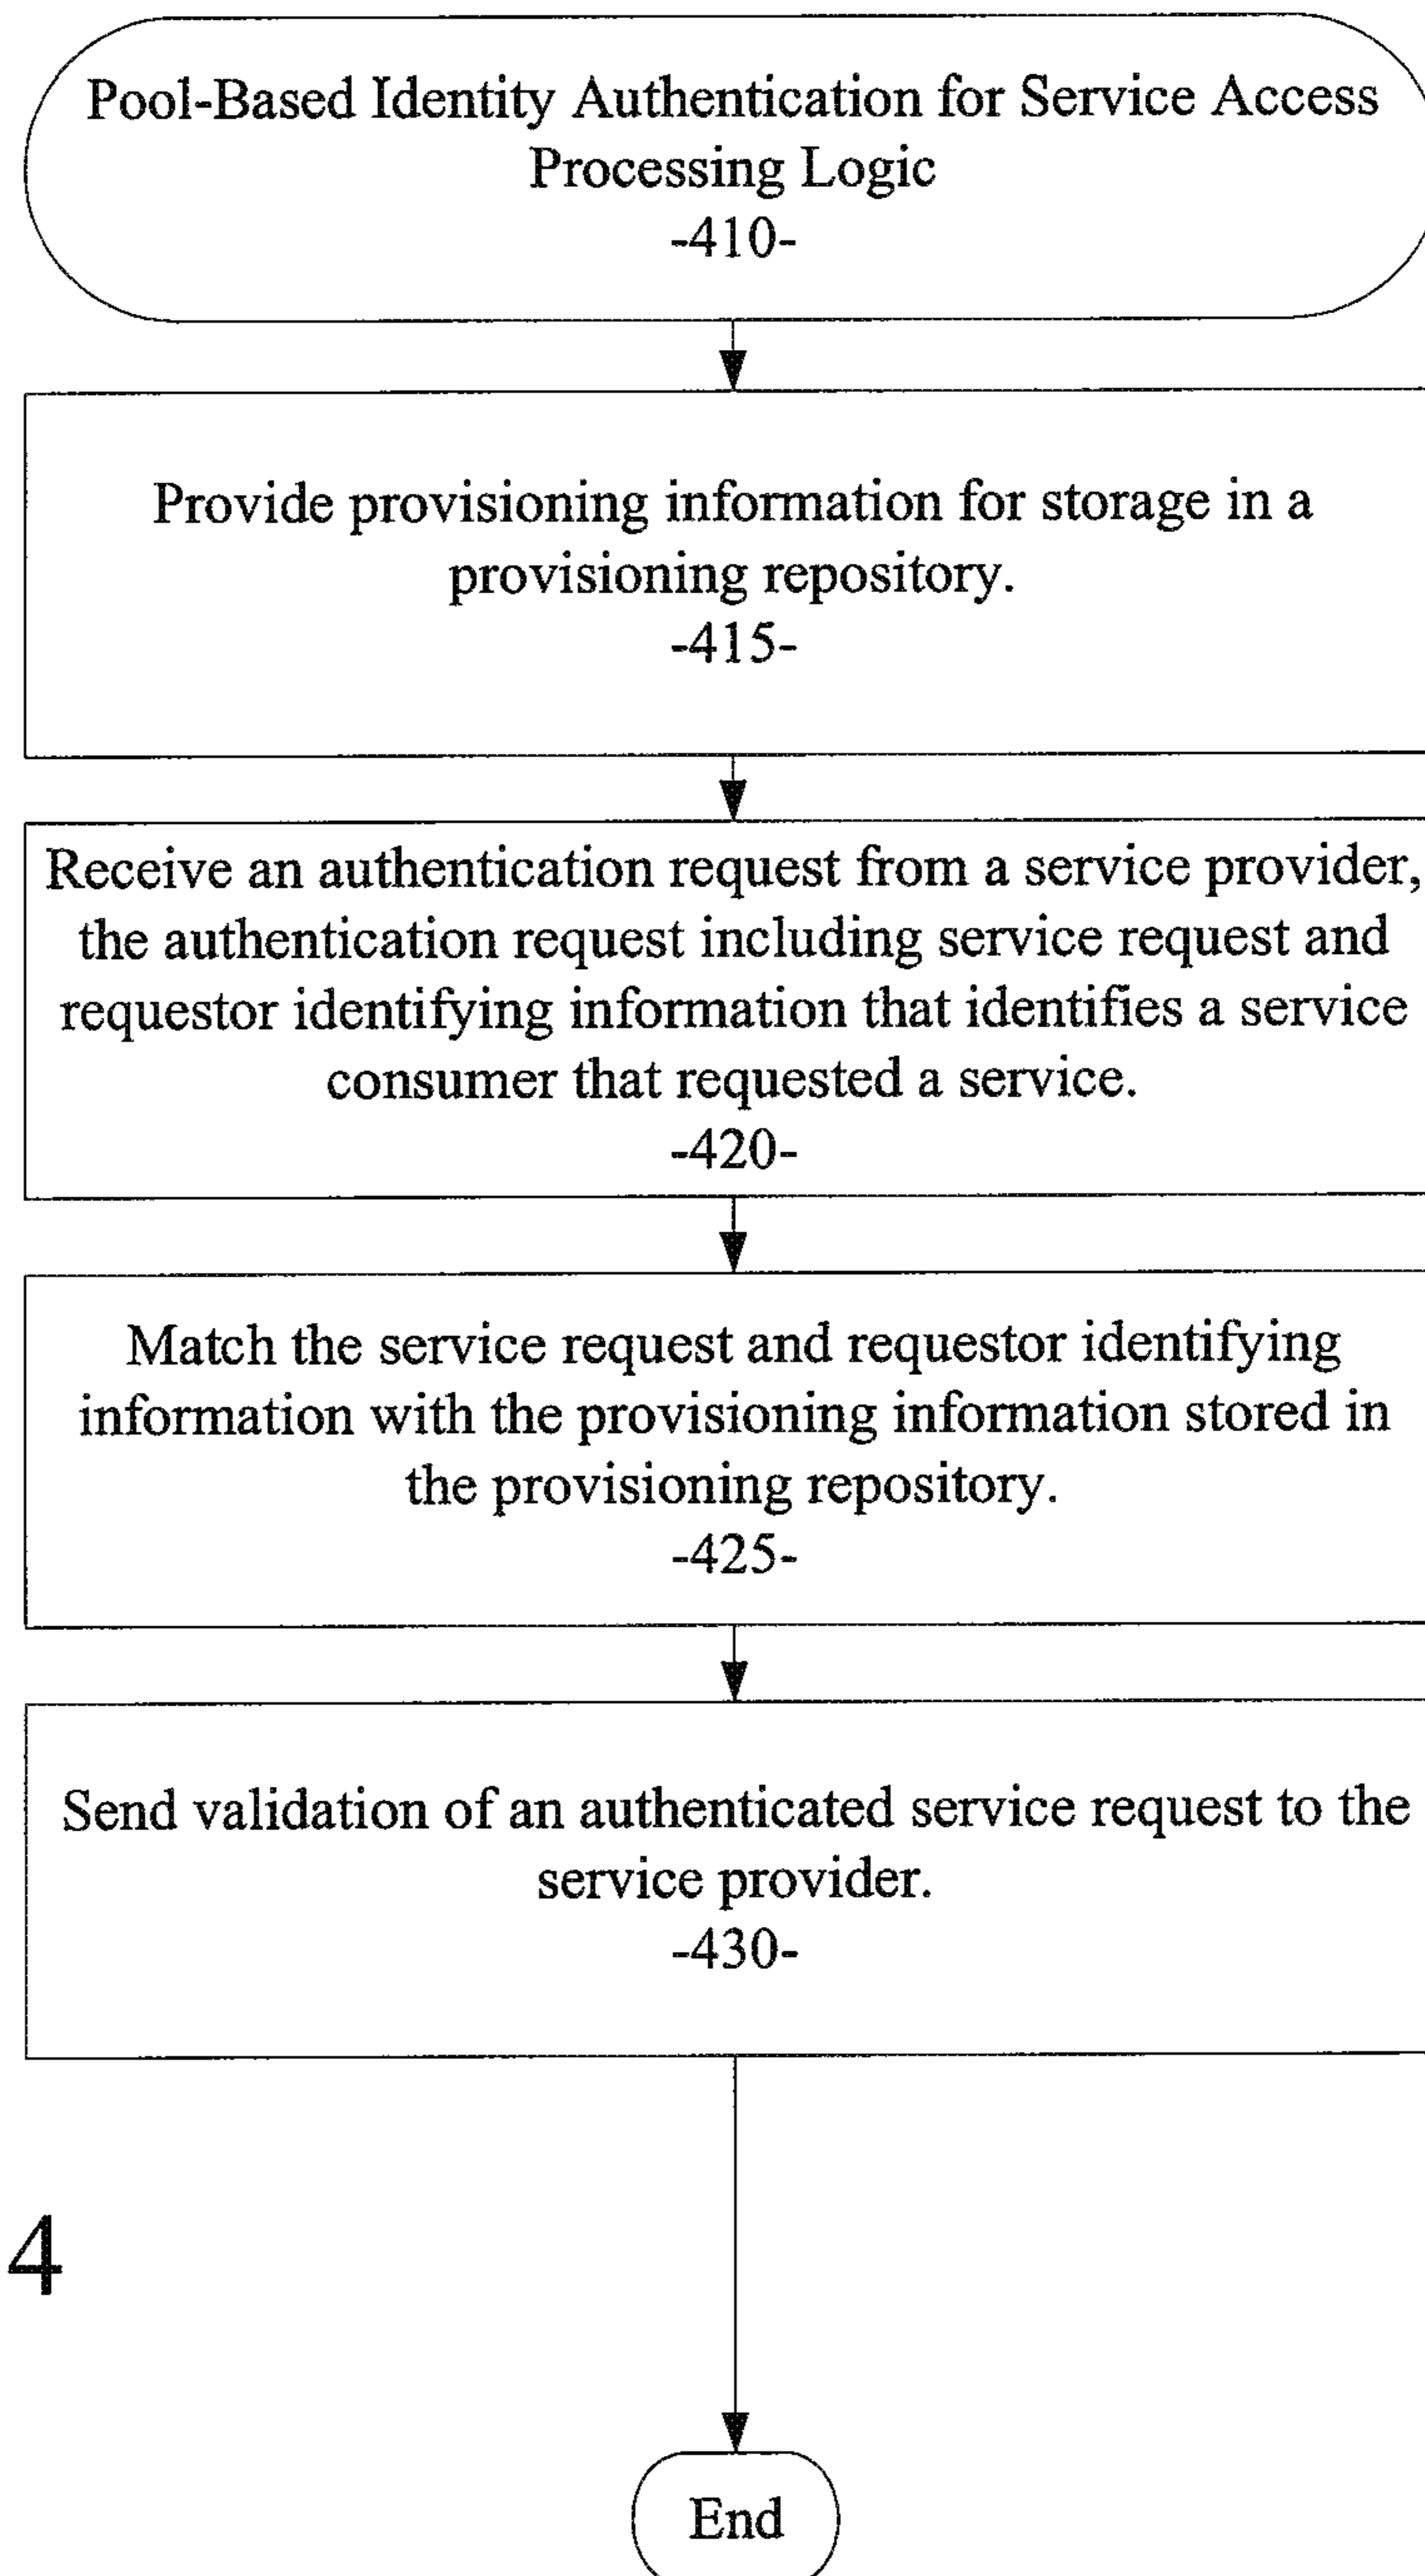 Pool-Based Identity Authentication for Service Access
Processing Logic
-410-
Provide provisioning information for storage in a
provisioning repository.
-415-
Receive an authentication request from a service provider,
the authentication request including service request and
requestor identifying information that identifies a service
consumer that requested a service.
-420-
Match the service request and requestor identifying
information with the provisioning information stored in
the provisioning repository.
-425-
Send validation of an authenticated service request to the
service provider.
-430-
4
End